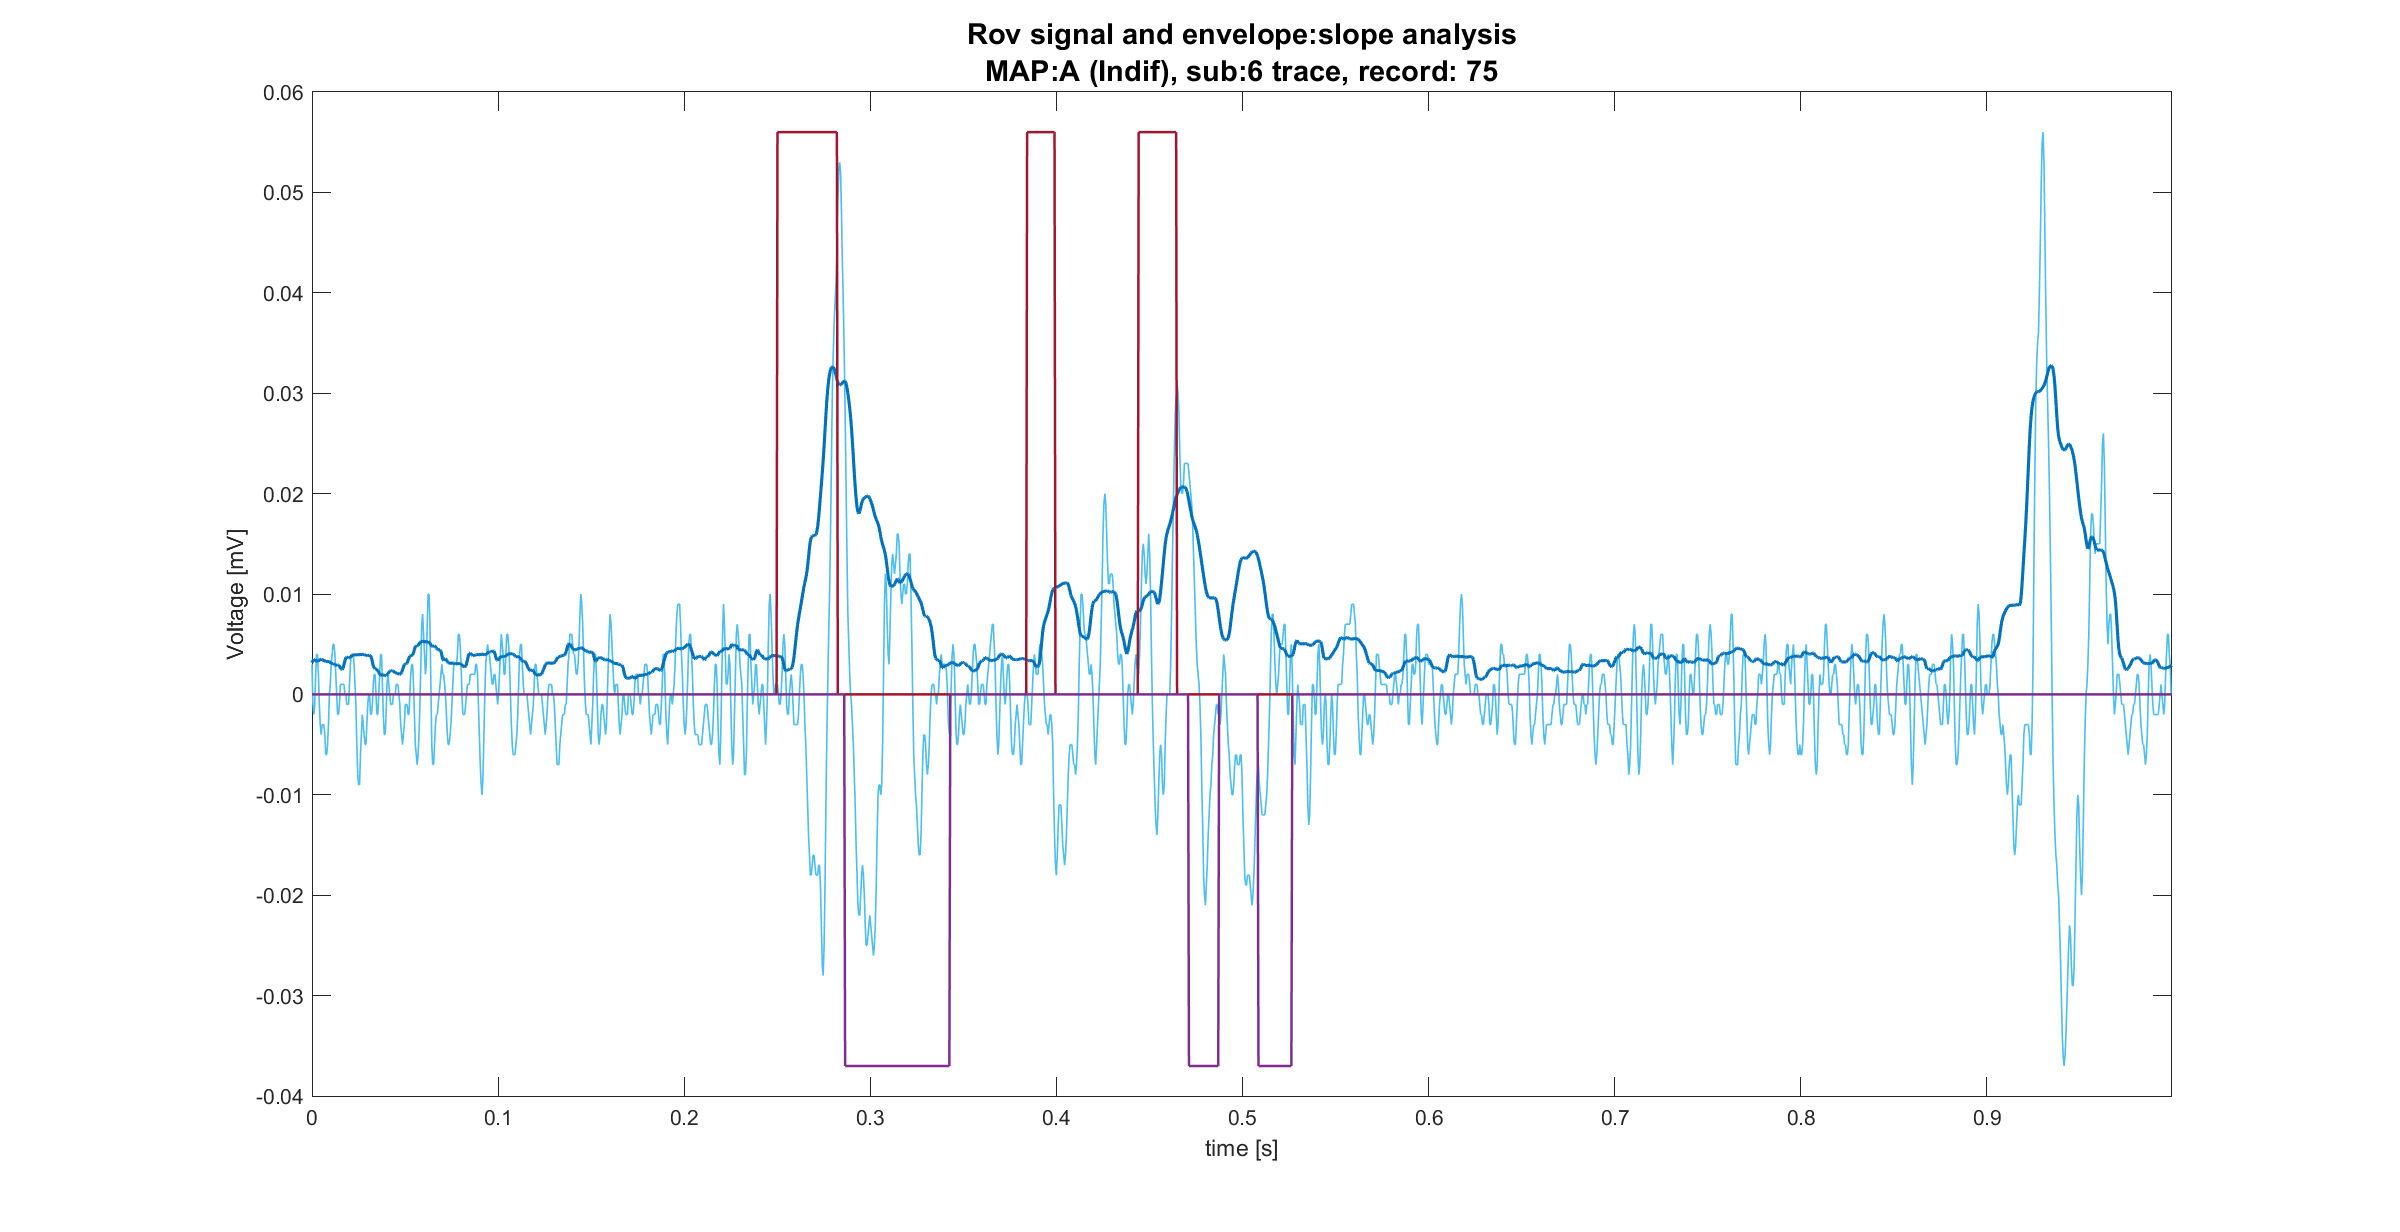 Rov signal and envelope:slope analysis
MAP:A (Indif), sub:6 trace, record: 75
0.06
0.05
0.04
0.03
0.02
0.01
0
-0.01
-0.02
-0.03
-0.04
Voltage [mV]
0 0.1 0.2 0.3 0.4 0.5 0.6 0.7 0.8 0.9
time [s]